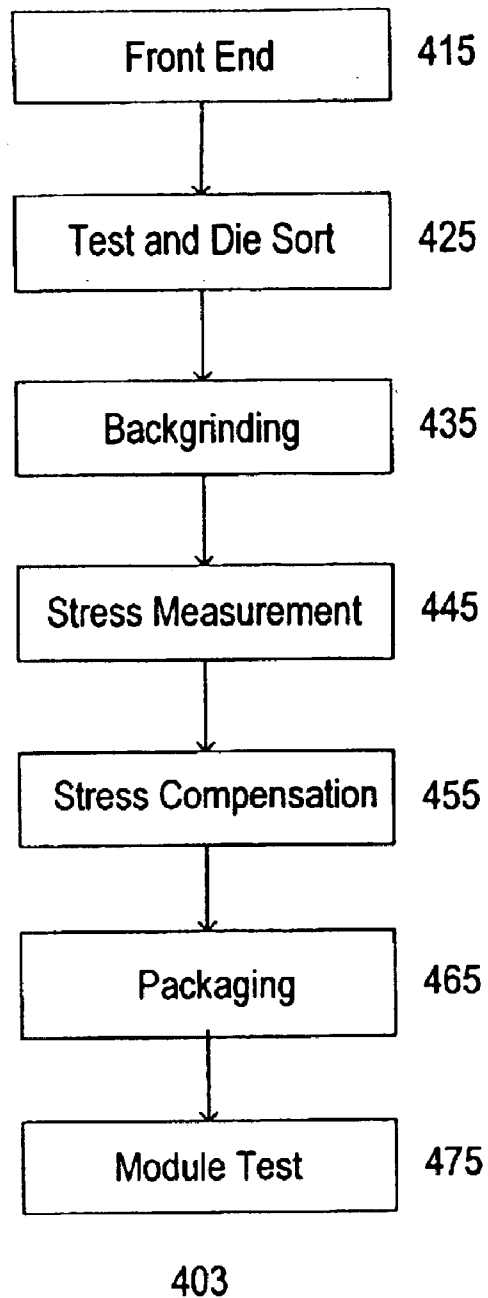 Front End 415
Test and Die Sort 425
Backgrinding 435
Stress Measurement 445
Stress Compensation 455
Packaging 465
Module Test 475
403